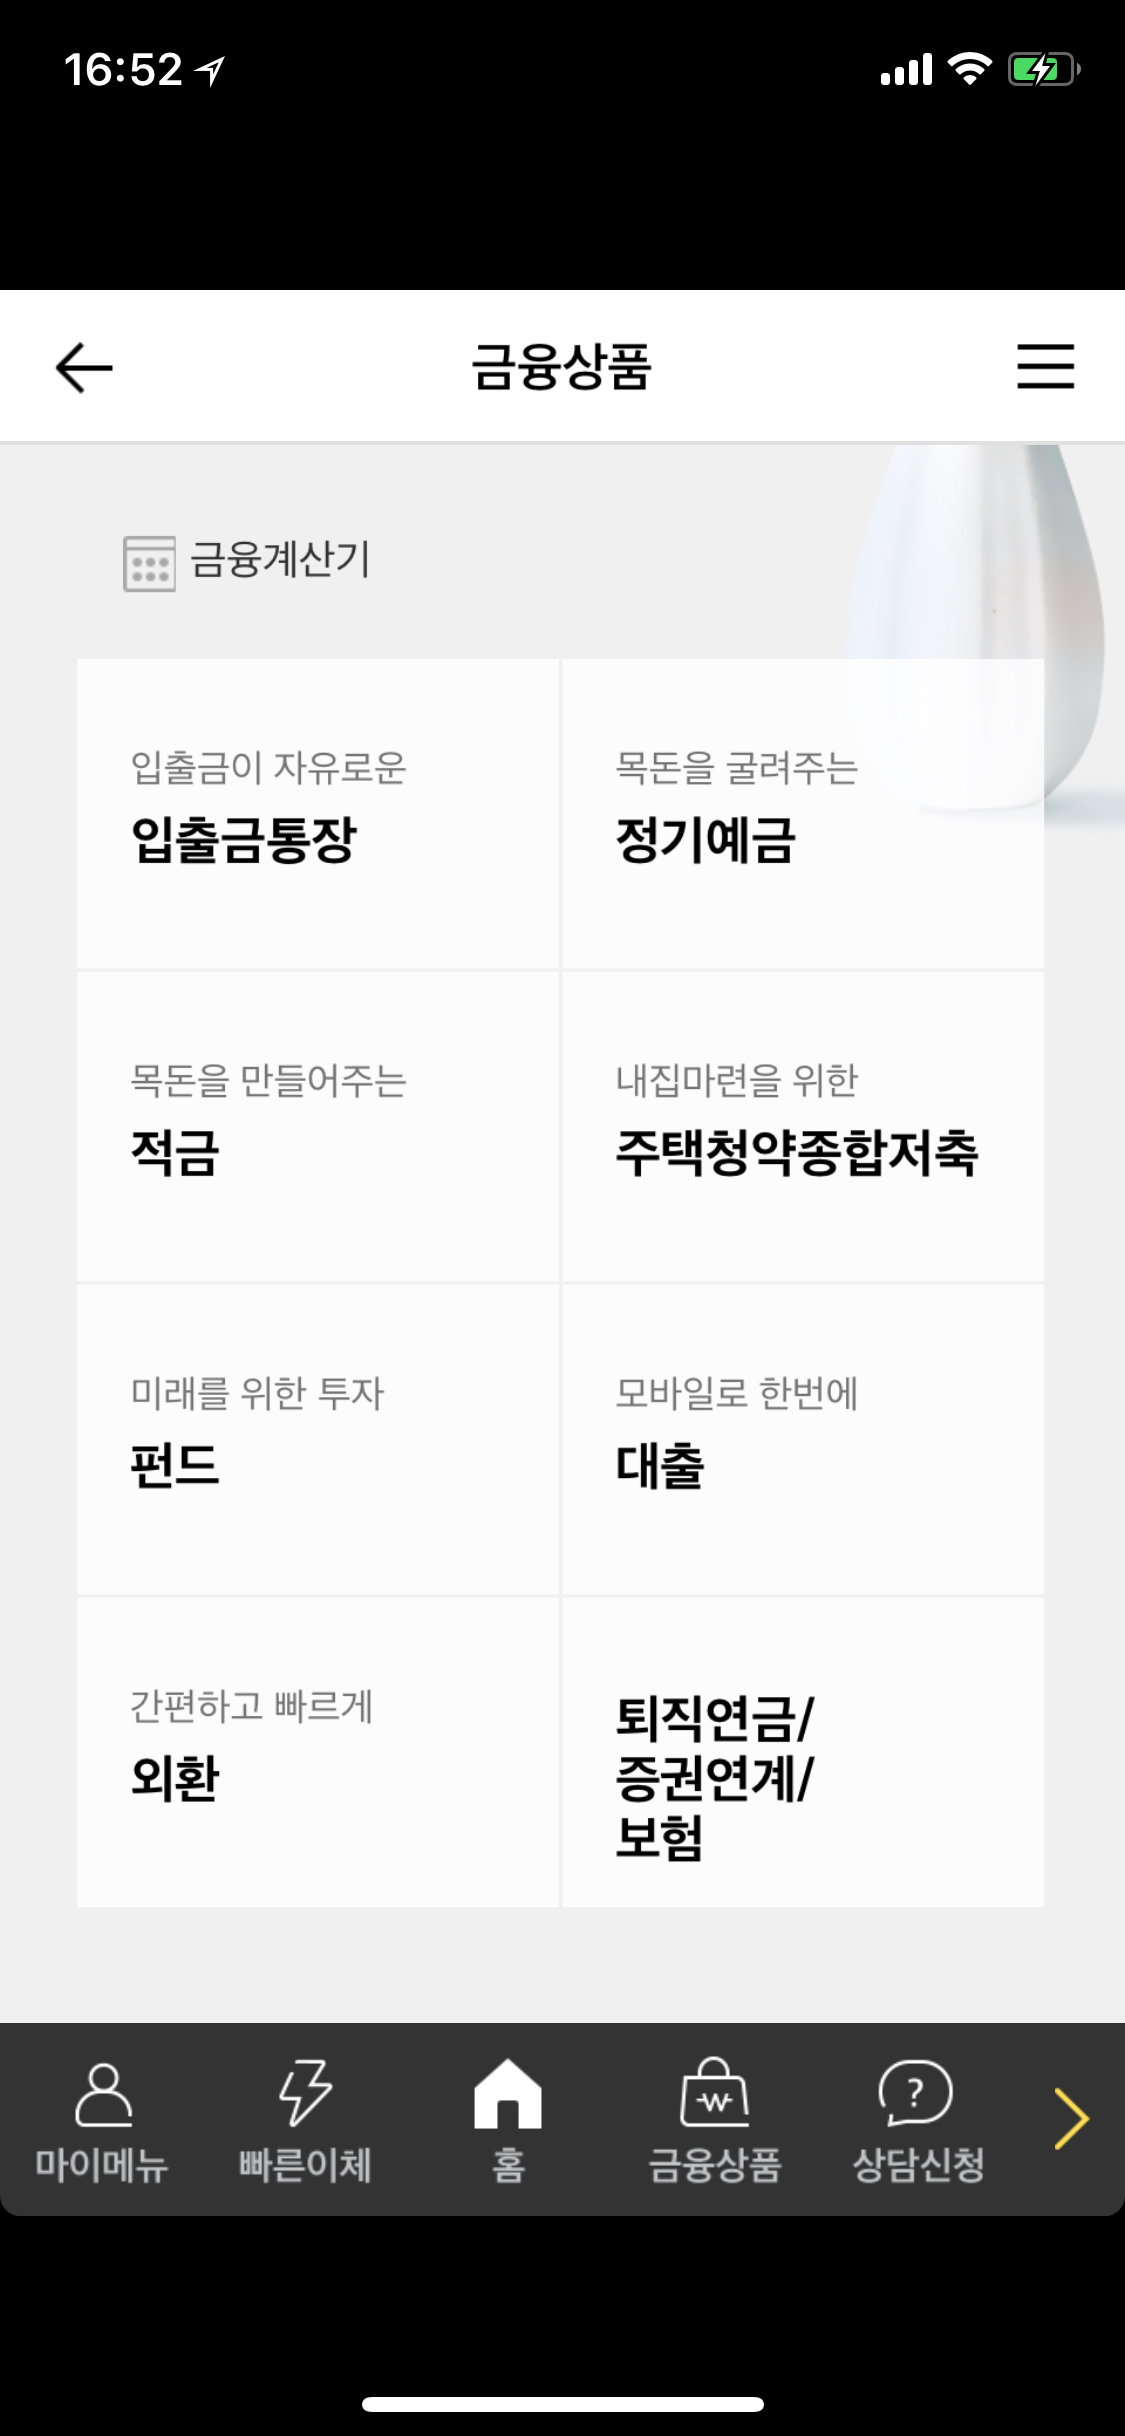 16:52
금융상품
금융계산기
입출금이 자유로운
입출금통장
목돈을 굴려주는
정기예금
목돈을 만들어주는
적금
내집마련을 위한
주택청약종합저축
미래를 위한 투자
펀드
모바일로 한번에
대출
간편하고 빠르게
외환
퇴직연금/
증권연계/
보험
마이메뉴
빠른이체
홈
금융상품
상담신청